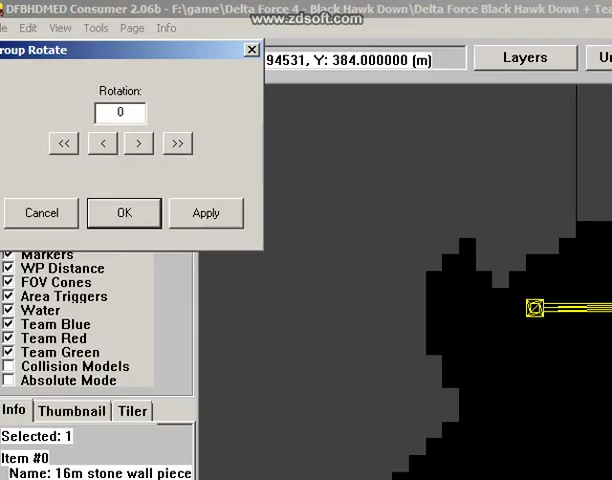 DFBHDMED Consumer 2.06b - F:\game\Delta Force 4 - Black Hawk Down\Delta Force Black Hawk Down + Tea
www.zdsoft.com
Edit View Tools Party Page Info
roup Rotate
94531, Y: 384.000000 (m)
Layers
Un
Rotation:
0
<< < > >>
Cancel OK Apply
Markers
WP Distance
FOV Cones
Area Triggers
Water
Team Blue
Team Red
Team Green
Collision Models
Absolute Mode
Info Thumbnail Tiler
Selected: 1
Item #0
Name: 16m stone wall piece